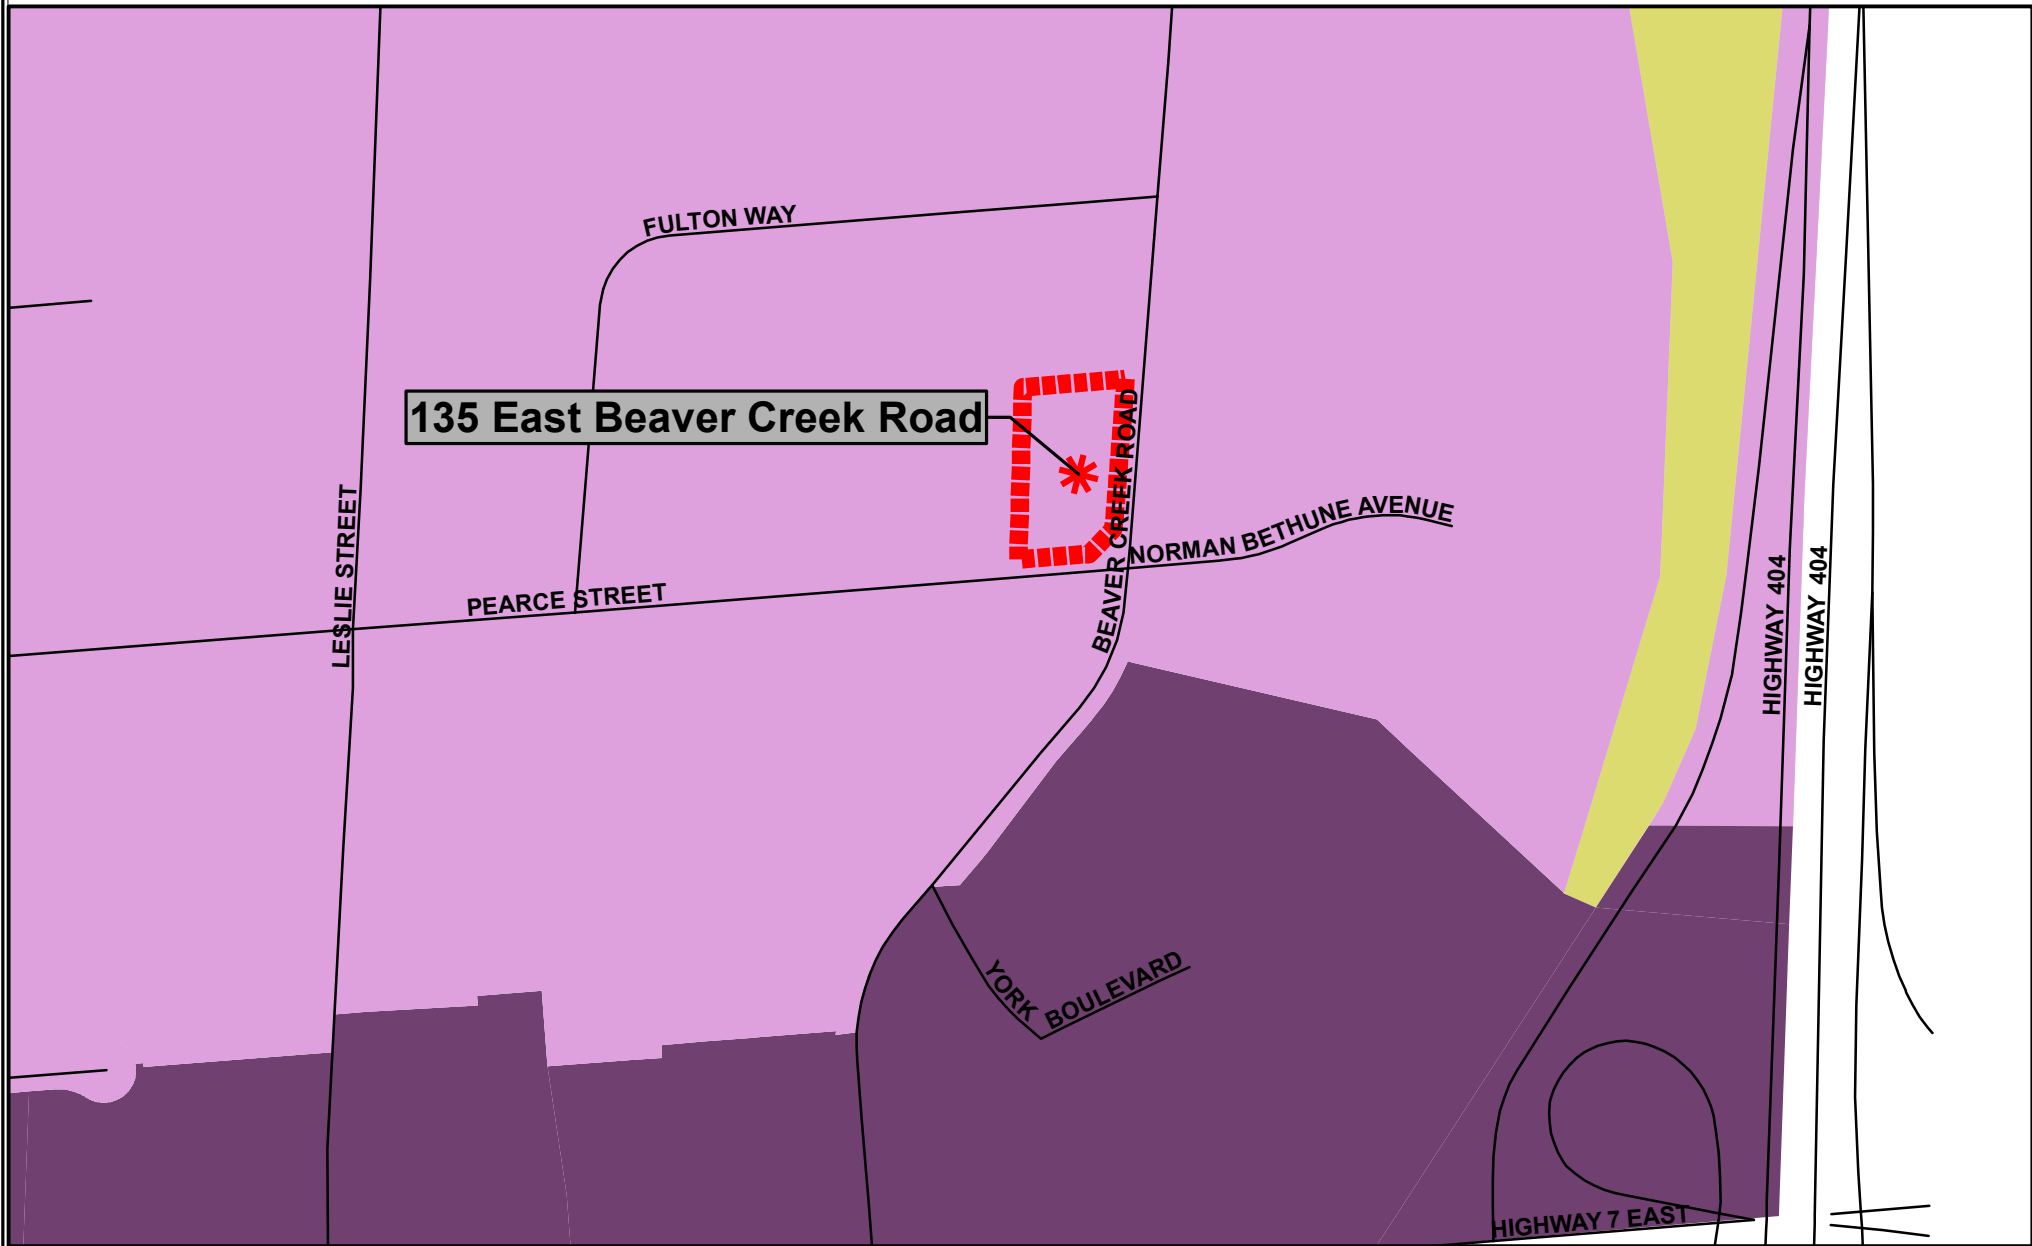 FULTON WAY
135 East Beaver Creek Road
BEAVER CREEK ROAD
LESLIE STREET
NORMAN BETHUNE AVENUE
PEARCE STREET
HIGHWAY 404
HIGHWAY 404
YORK BOULEVARD
HIGHWAY 7 EAST